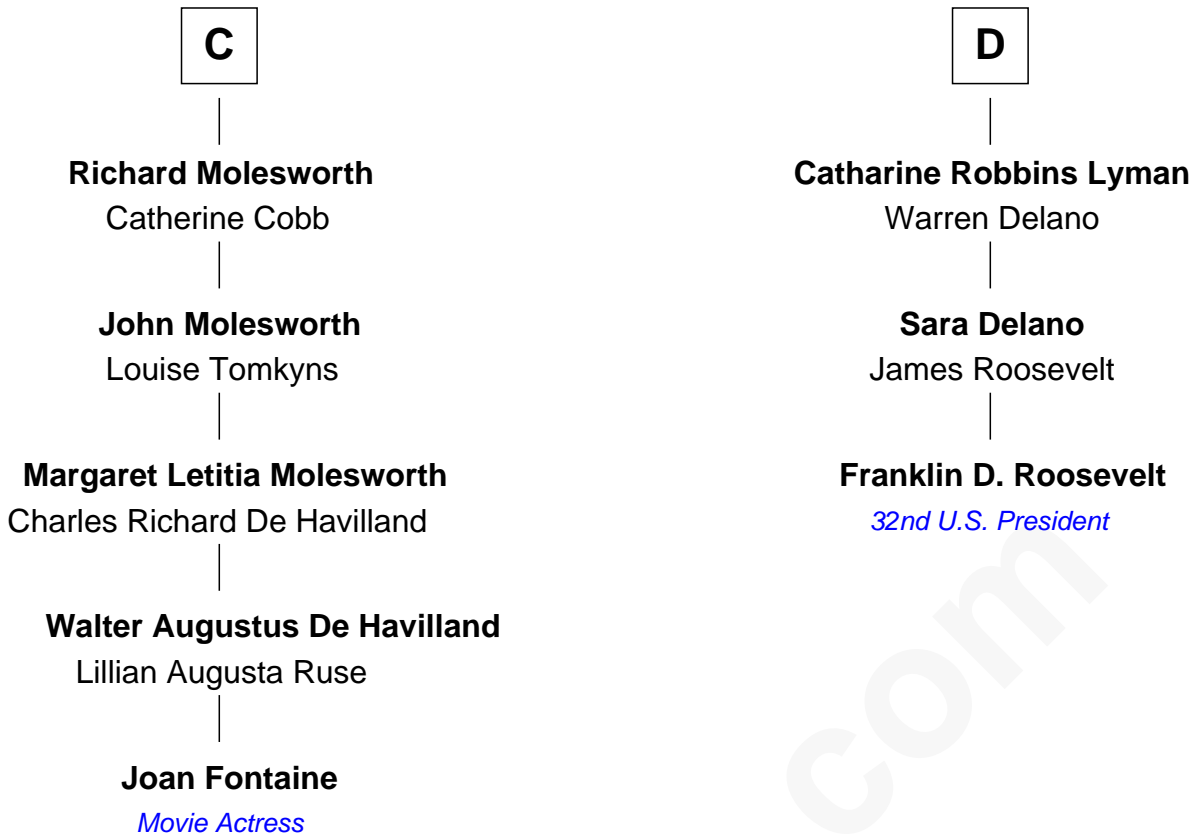 C
Richard Molesworth
Catherine Cobb
John Molesworth
Louise Tomkyns
Margaret Letitia Molesworth
Charles Richard De Havilland
Walter Augustus De Havilland
Lillian Augusta Ruse
Joan Fontaine
Movie Actress
D
Catharine Robbins Lyman
Warren Delano
Sara Delano
James Roosevelt
Franklin D. Roosevelt
32nd U.S. President
com